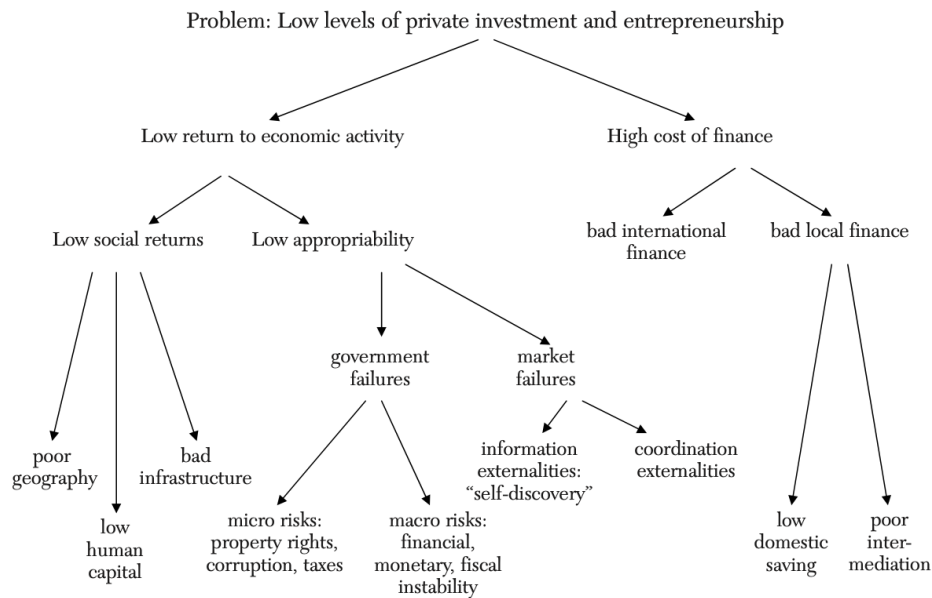 Problem: Low levels of private investment and entrepreneurship
Low return to economic activity
High cost of finance
Low social returns
Low appropriability
bad international
finance
bad local finance
government
failures
market
failures
poor
geography
bad
infrastructure
information
externalities:
“self-discovery”
coordination
externalities
low
human
capital
micro risks:
property rights,
corruption, taxes
macro risks:
financial,
monetary, fiscal
instability
low
domestic
saving
poor
inter-
mediation